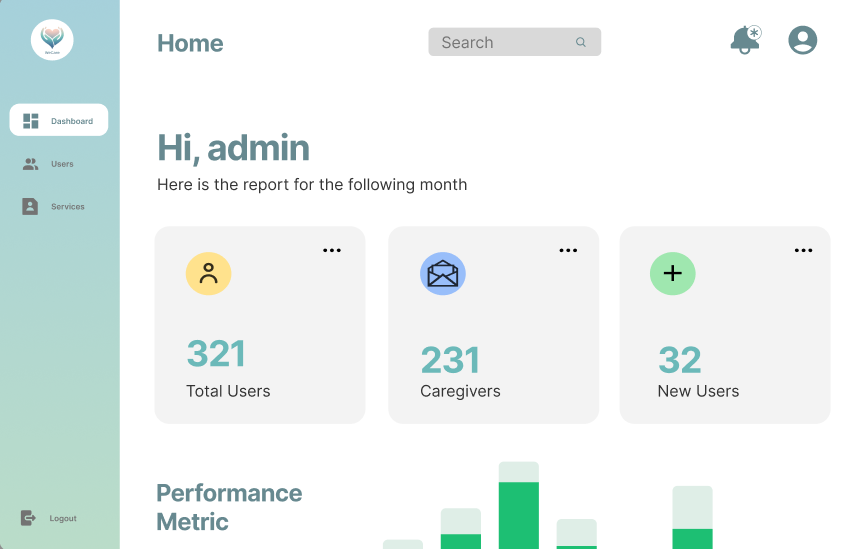 Home
Search
Dashboard
Users
Services
Logout
Hi, admin
Here is the report for the following month
321
Total Users
231
Caregivers
32
New Users
Performance
Metric